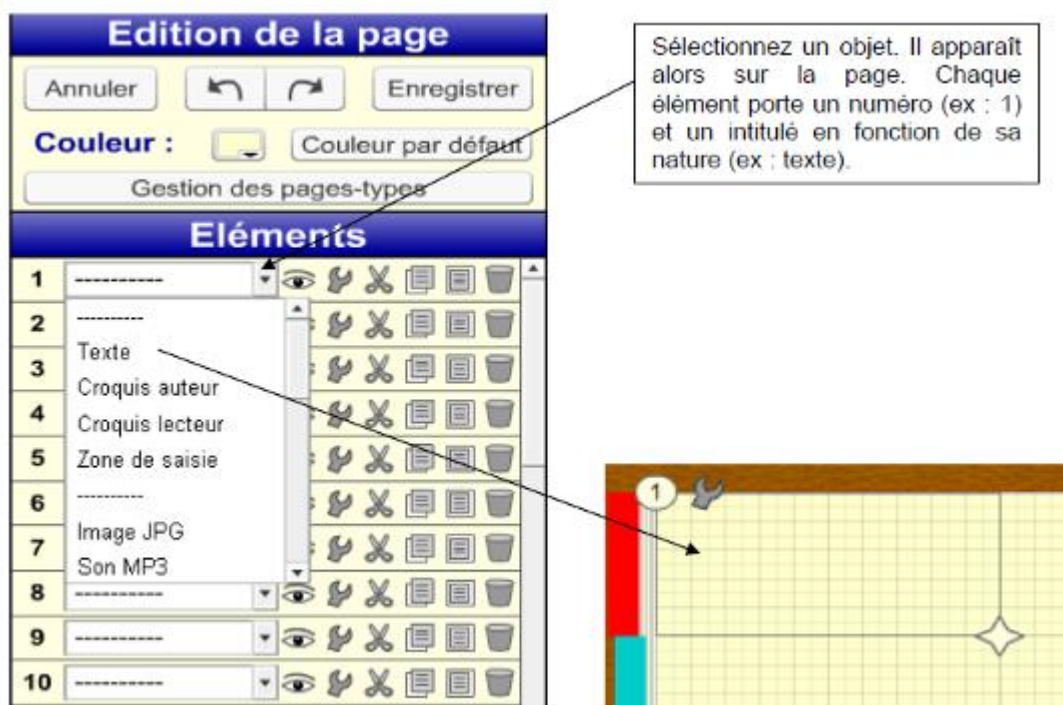 Edition de la page
Annuler
Enregistrer
Couleur :
Couleur par défaut
Gestion des pages-types
Eléments
1 ----------
2 ----------
Texte
3
Croquis auteur
4
Croquis lecteur
5 Zone de saisie
6 ----------
7 Image JPG
Son MP3
8 ----------
9 ----------
10 ----------
Sélectionnez un objet. Il apparaît
alors sur la page. Chaque
élément porte un numéro (ex : 1)
et un intitulé en fonction de sa
nature (ex : texte).
1